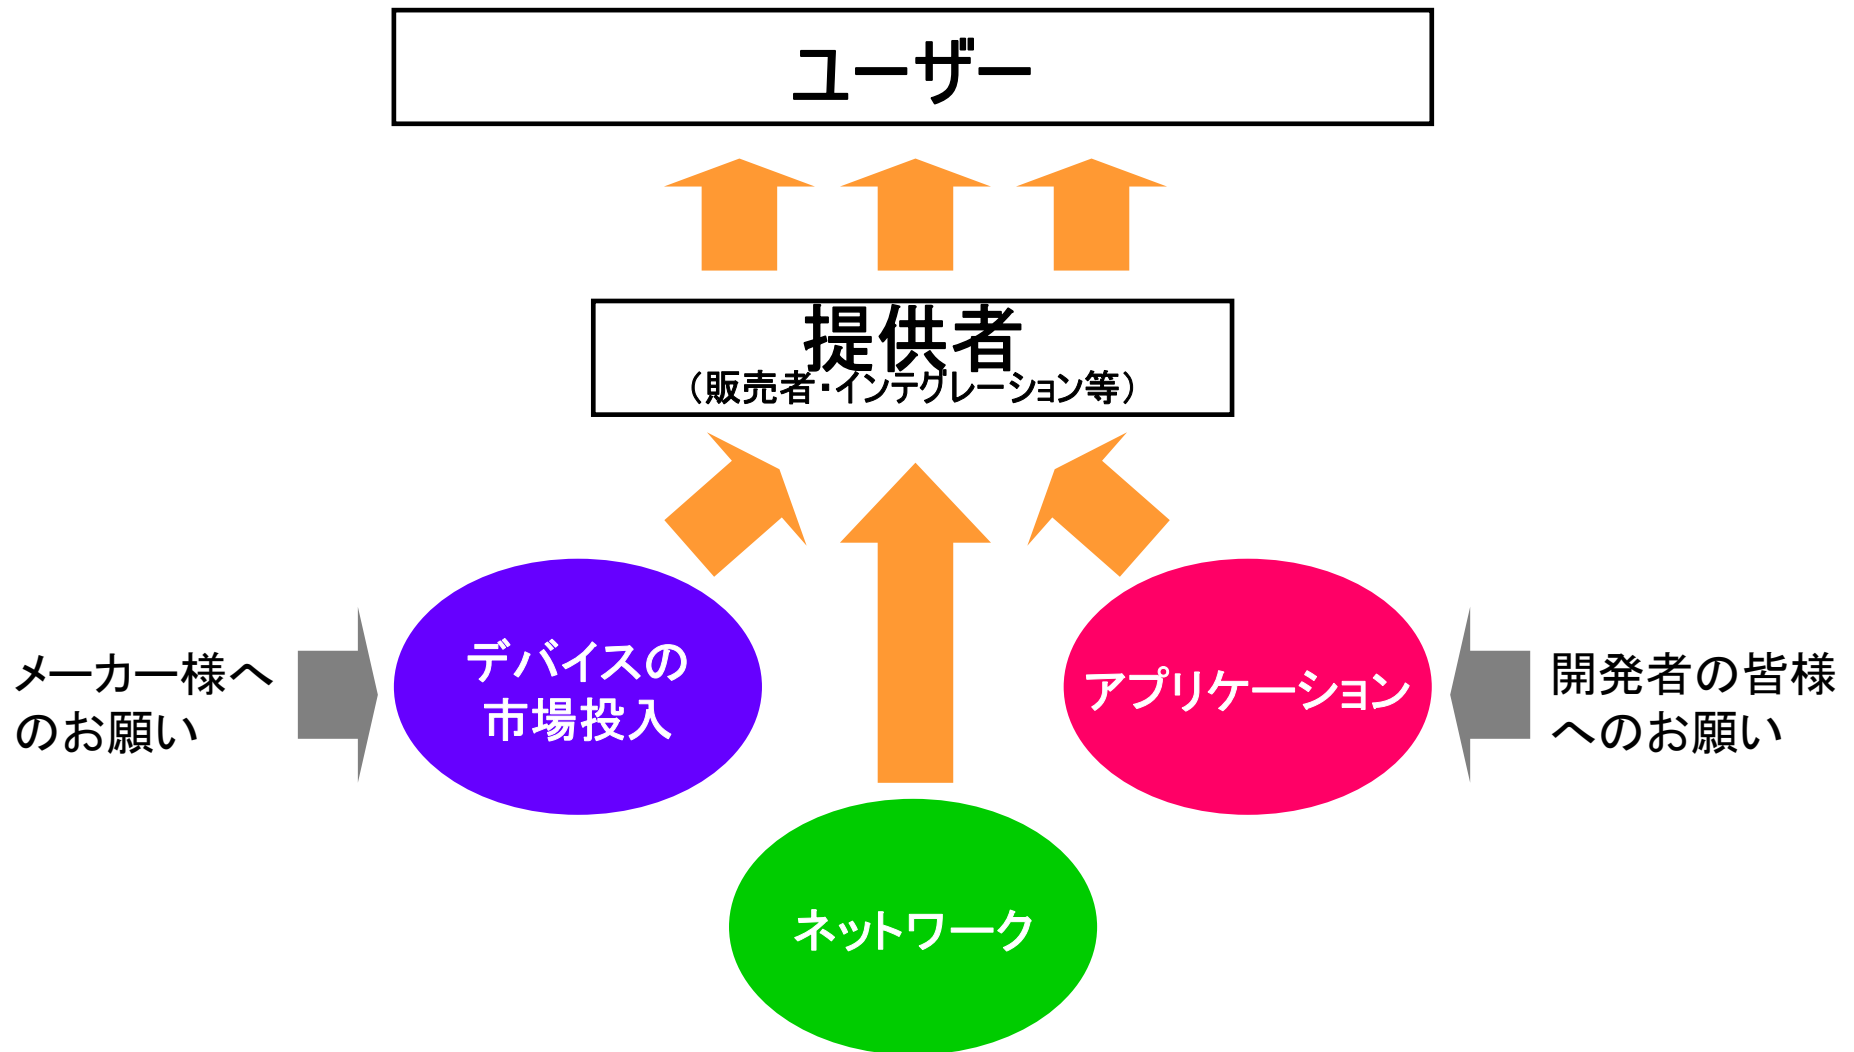 ユーザー
提供者
（販売者・インテグレーション等）
デバイスの
市場投入
アプリケーション
メーカー様へ
のお願い
開発者の皆様
へのお願い
ネットワーク